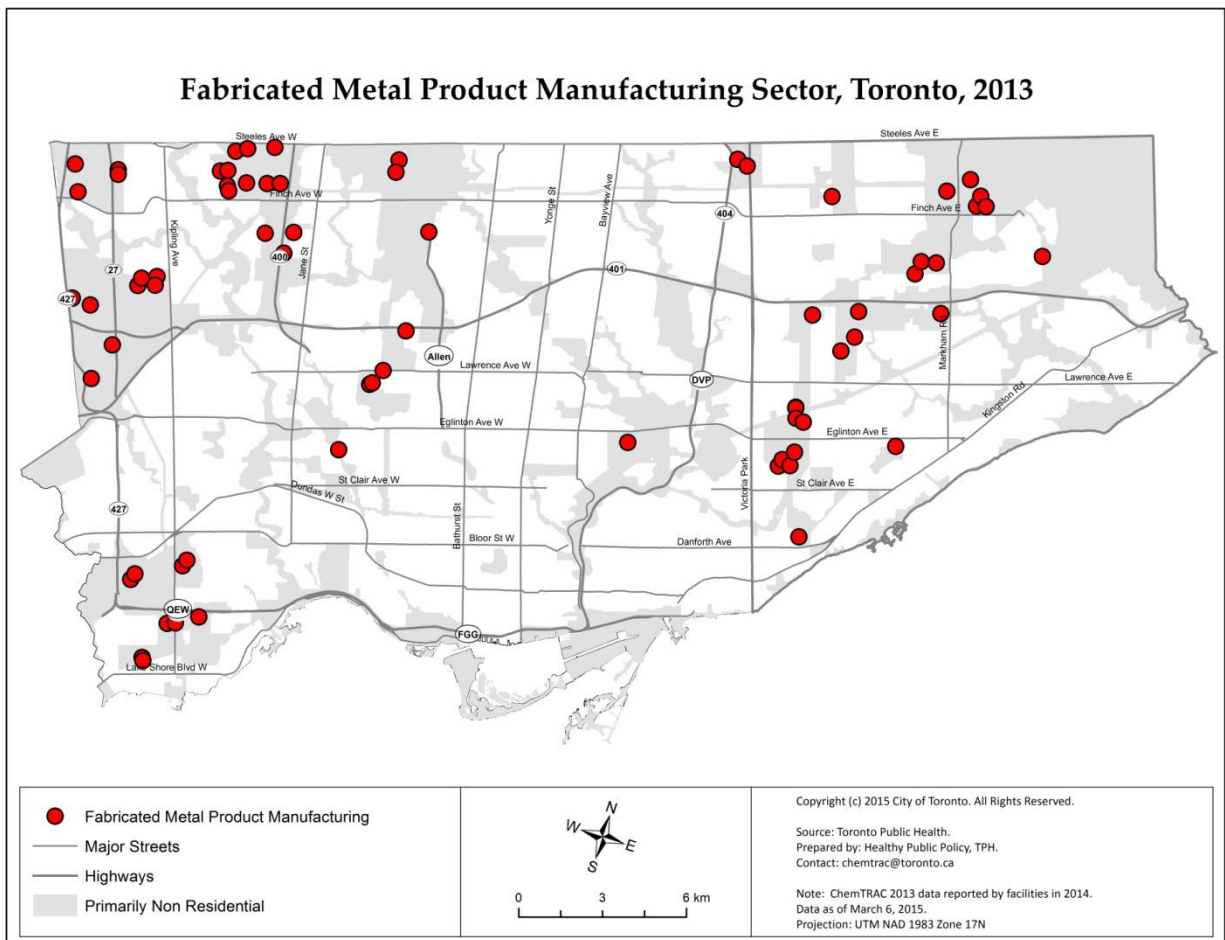 Fabricated Metal Product Manufacturing Sector, Toronto, 2013
Steeles Ave W
Steeles Ave E
Finch Ave W
Finch Ave E
Kipling Ave
Jane St
Yonge St
Bayview Ave
404
27
400
401
427
Allen
Lawrence Ave W
DVP
Markham Rd
Kingston Rd
Lawrence Ave E
Eglinton Ave W
Eglinton Ave E
St Clair Ave W
Victoria Park
St Clair Ave E
Dundas W St
427
Bathurst St
Bloor St W
Danforth Ave
QEW
FGG
Lake Shore Blvd W
Fabricated Metal Product Manufacturing
Major Streets
Highways
Primarily Non Residential
N
W
E
S
0 3 6 km
Copyright (c) 2015 City of Toronto. All Rights Reserved.
Source: Toronto Public Health.
Prepared by: Healthy Public Policy, TPH.
Contact: chemtrac@toronto.ca
Note: ChemTRAC 2013 data reported by facilities in 2014.
Data as of March 6, 2015.
Projection: UTM NAD 1983 Zone 17N